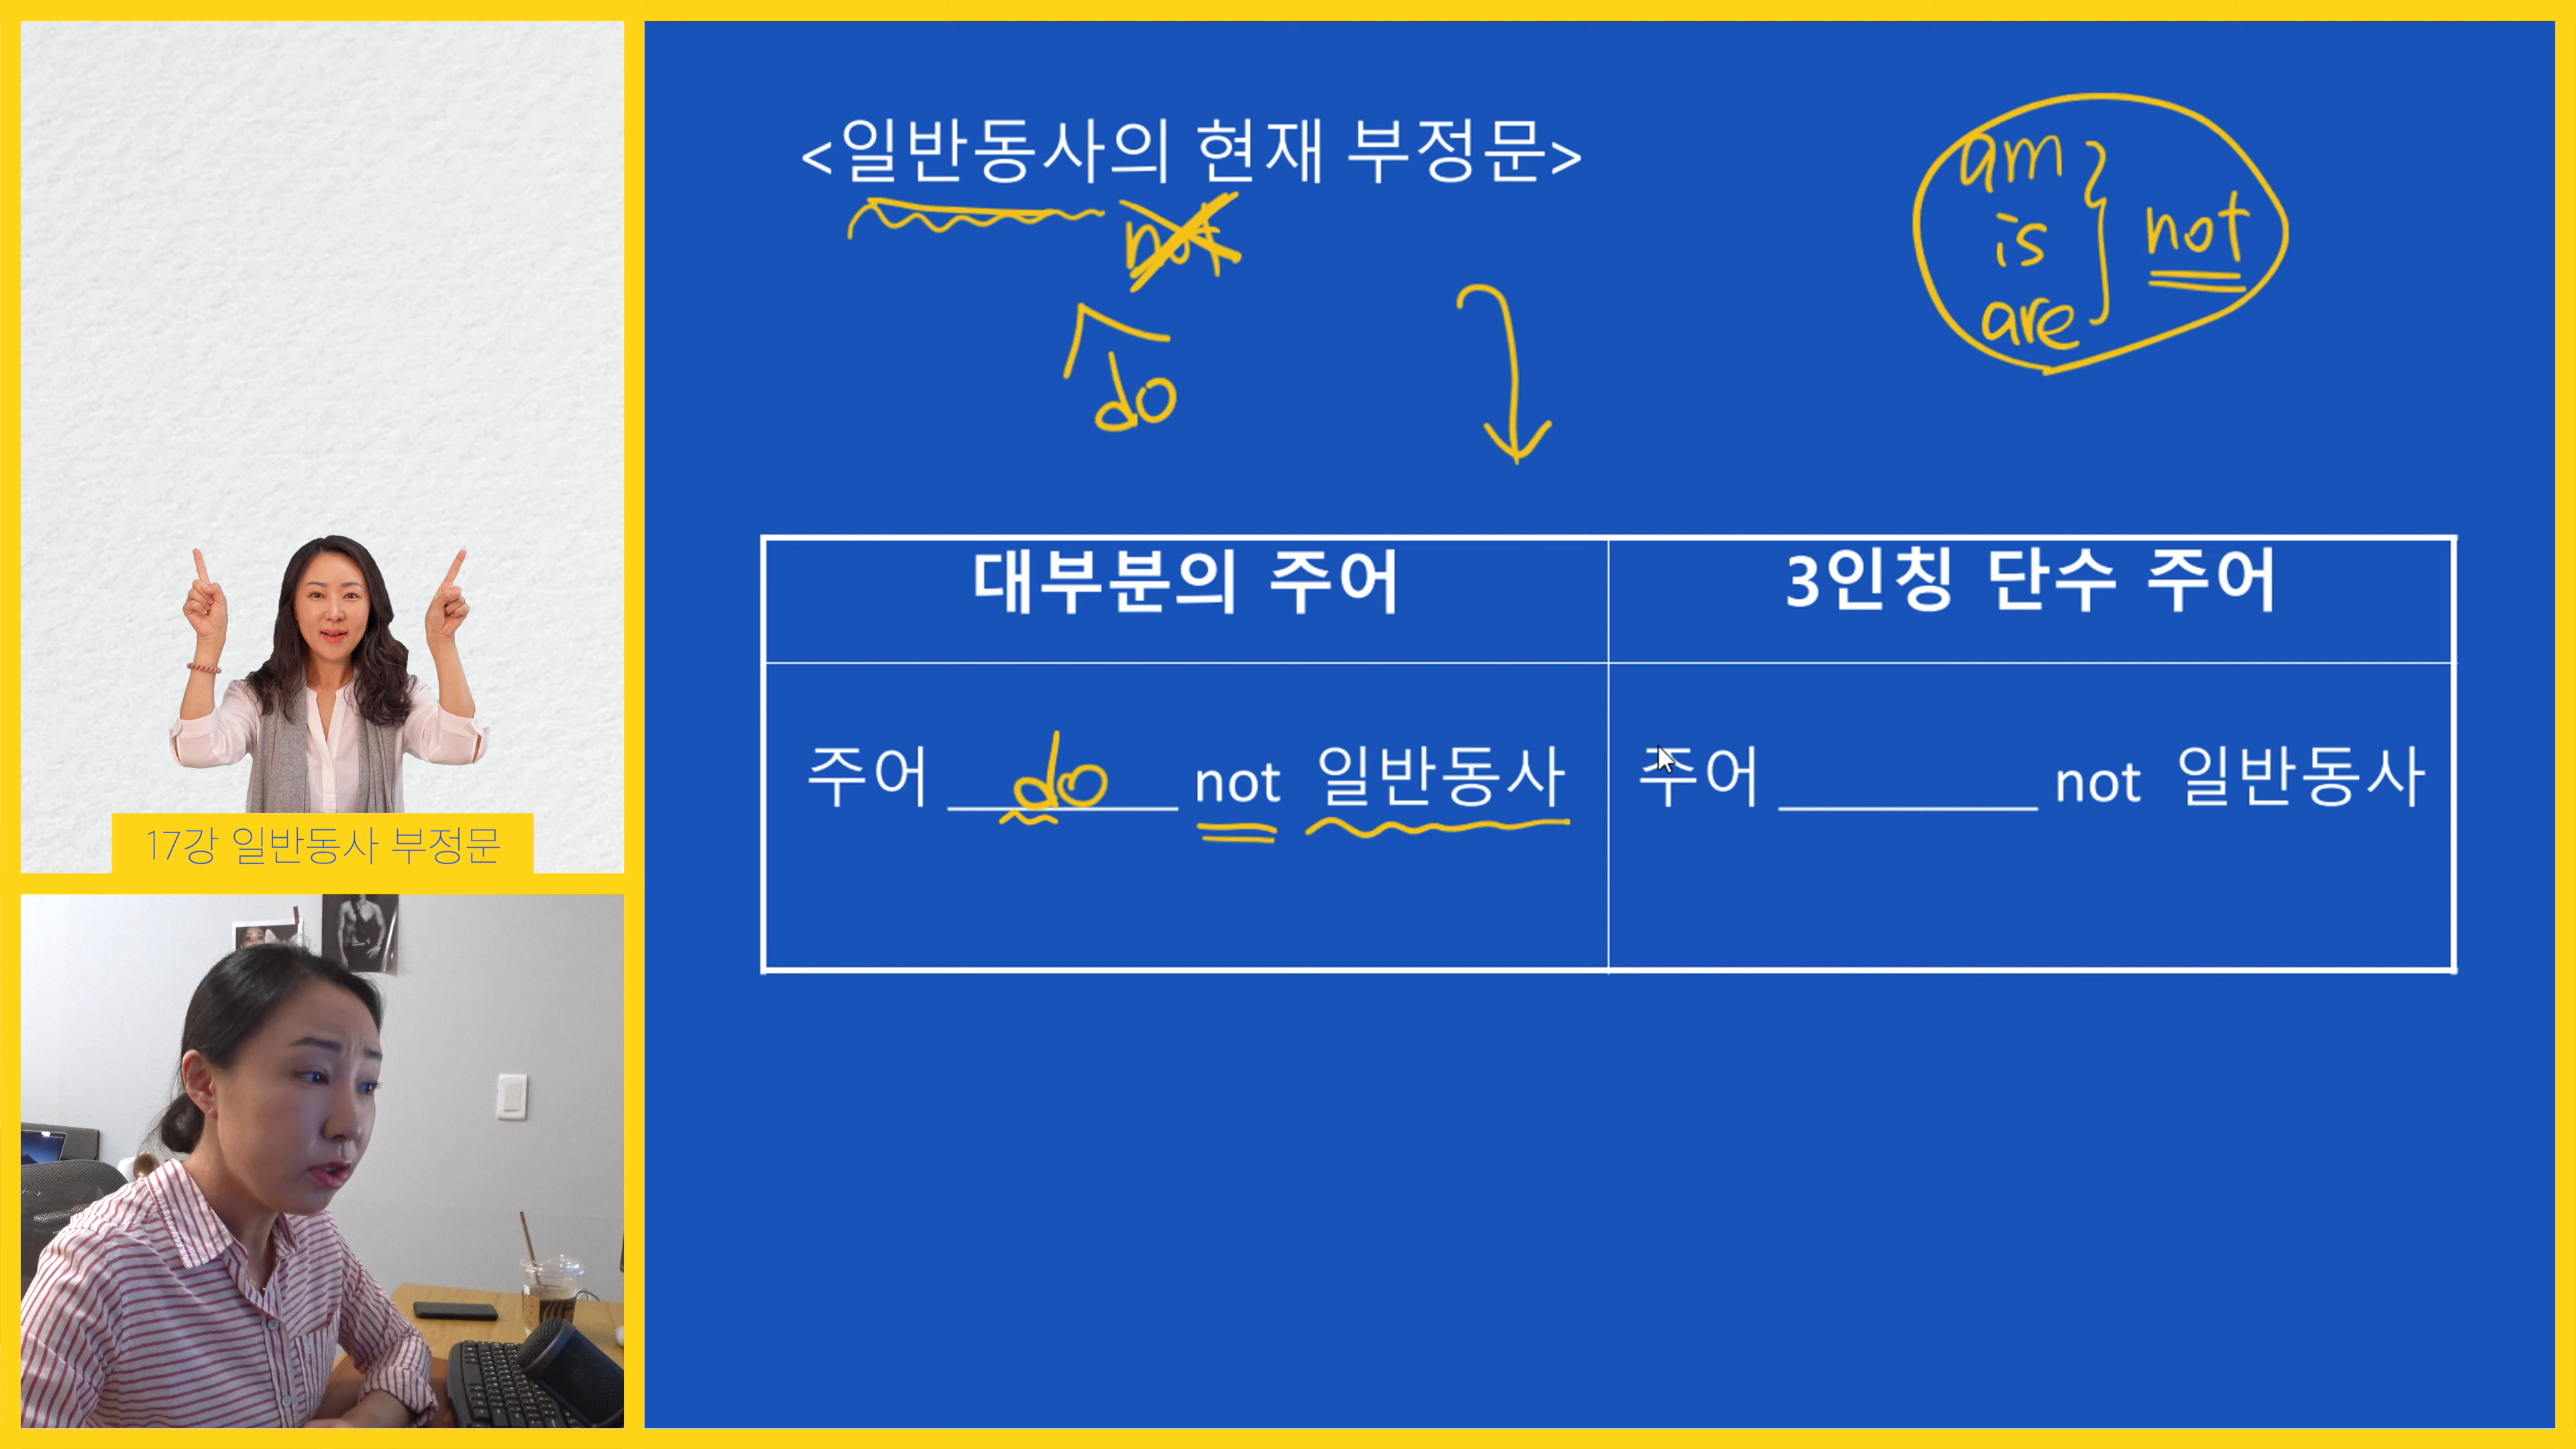 <일반동사의 현재 부정문>
not
do
am
is
are
not
대부분의 주어
3인칭 단수 주어
주어 do not 일반동사
주어 ________ not 일반동사
17강 일반동사 부정문